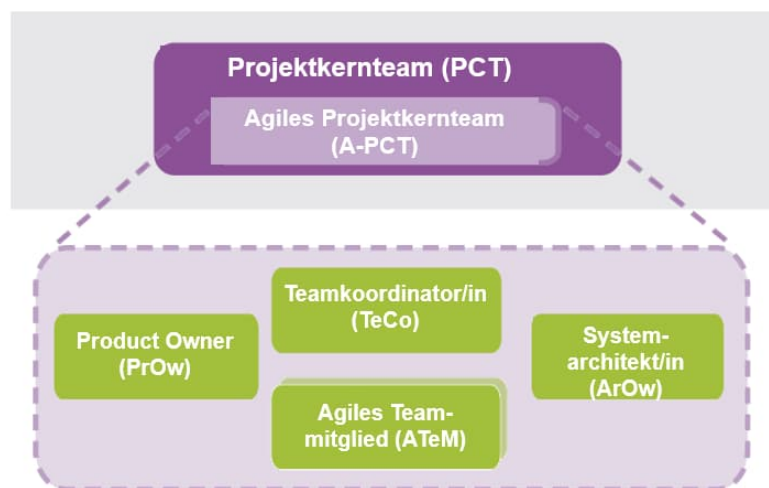 Projektkernteam (PCT)
Agiles Projektkernteam
(A-PCT)
Teamkoordinator/in
(TeCo)
Product Owner
(PrOw)
System-
architekt/in
(ArOw)
Agiles Team-
mitglied (ATeM)